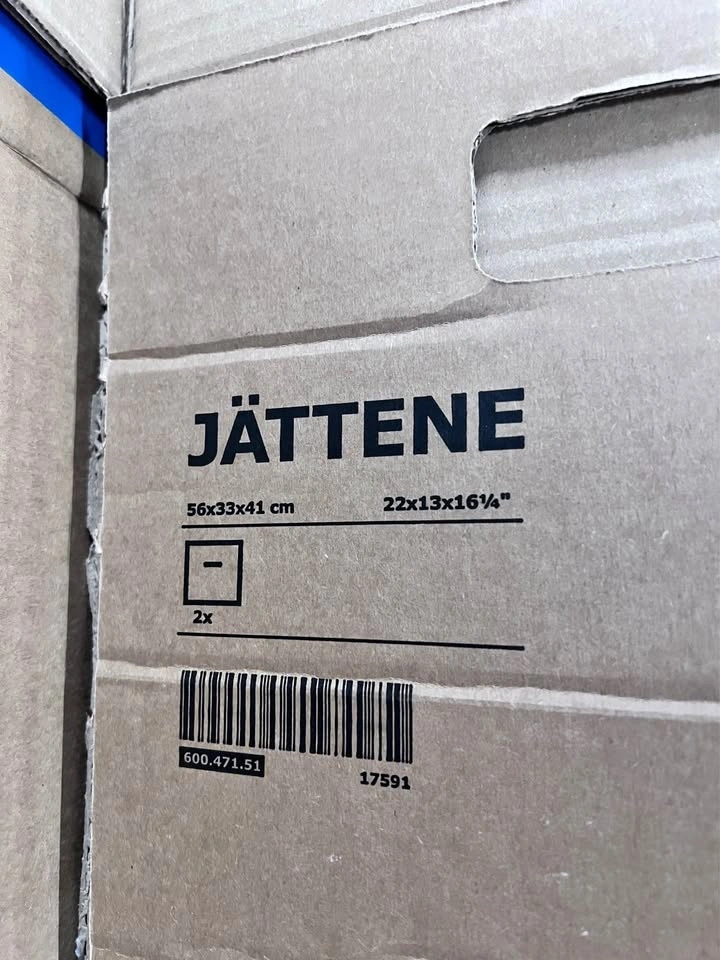 JÄTTENE
56x33x41 cm 22x13x16¼"
2x
600.471.51
17591